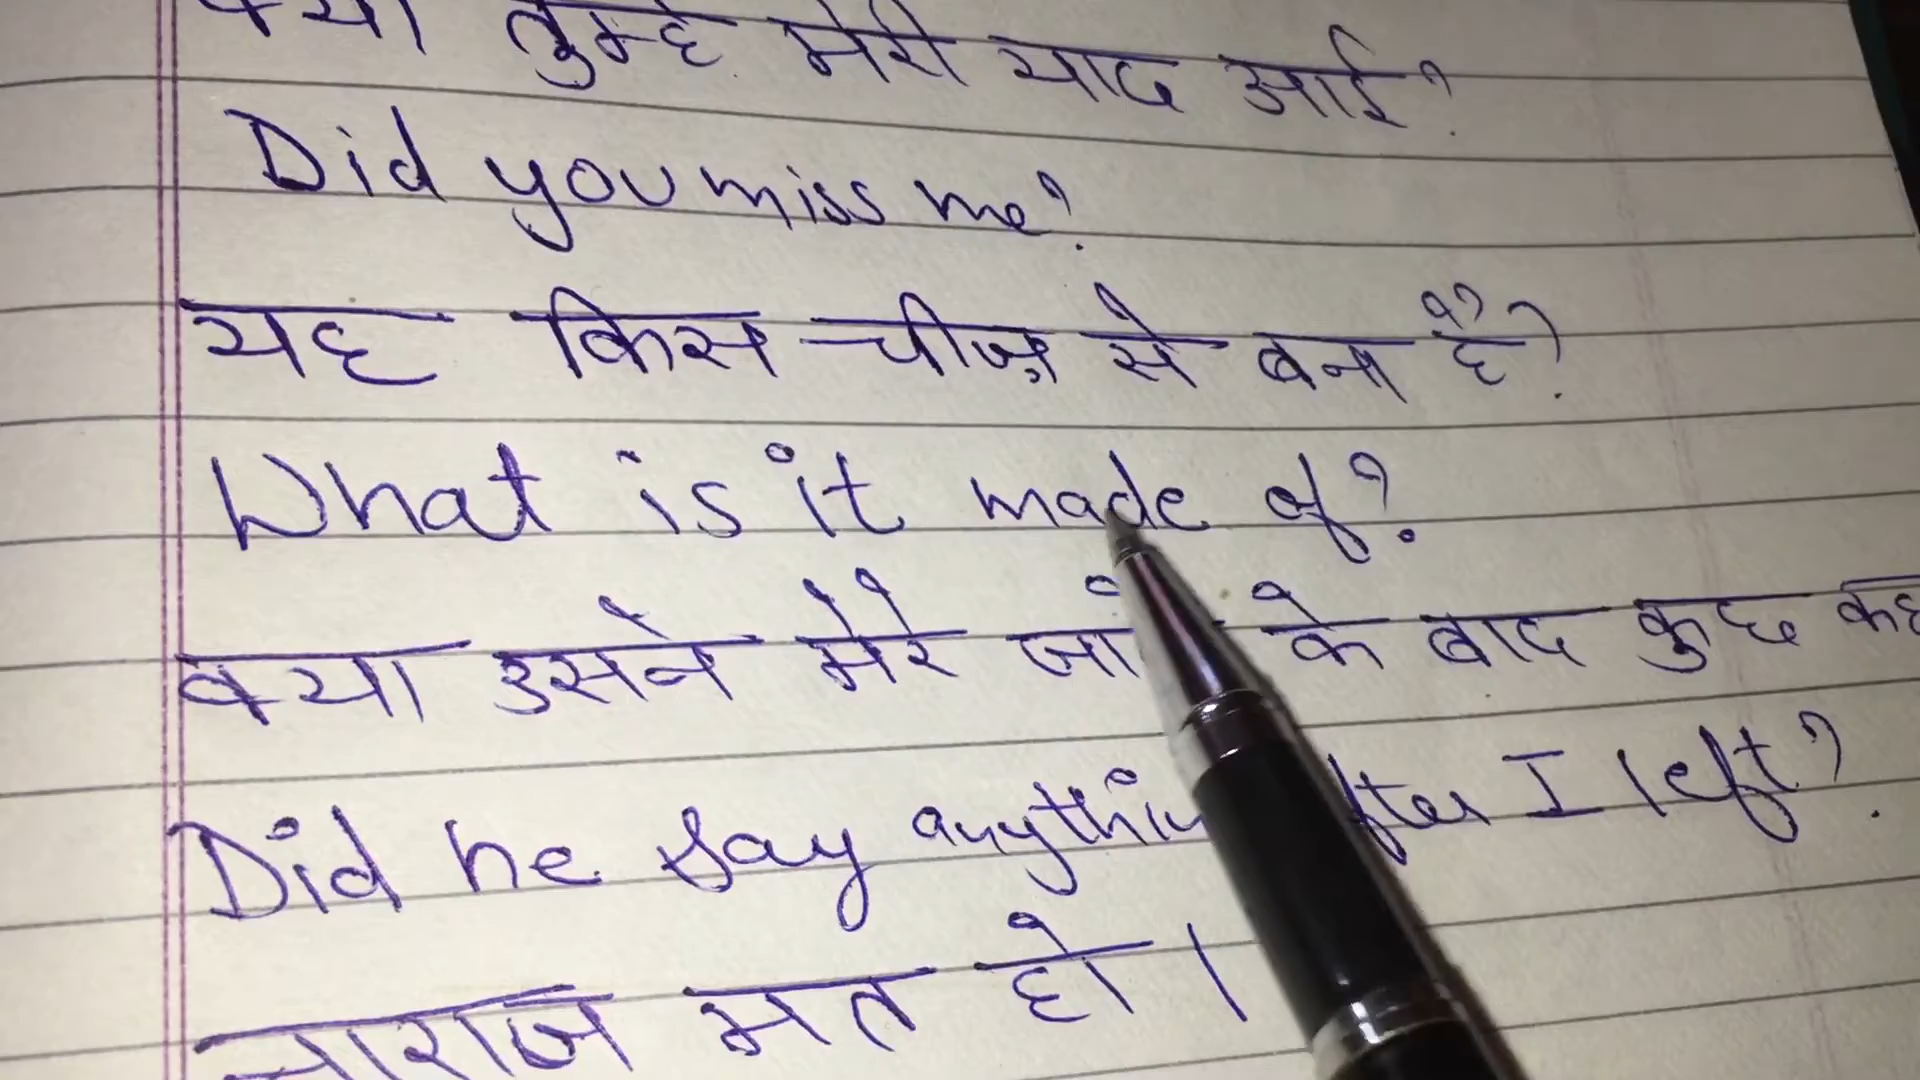 क्या तुम्हे मेरी याद आई?
Did you miss me?
यह किस चीज़ से बना है?
What is it made of?
क्या उसने मेरे के बाद कुछ
Did he say I left?
नाराज मत हो।